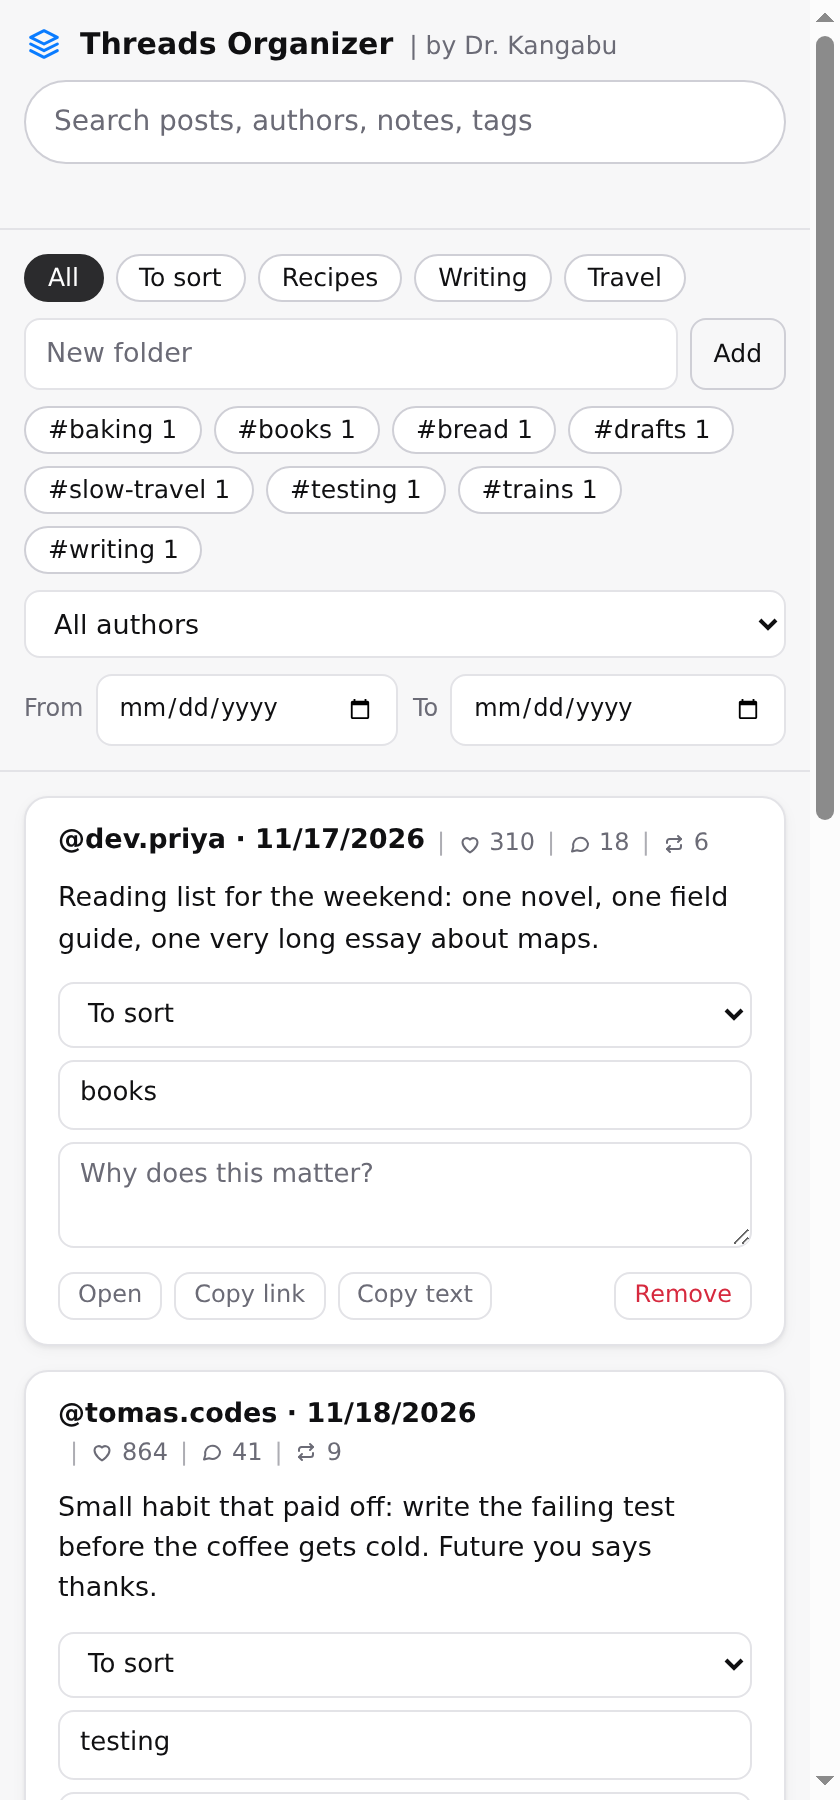 Threads Organizer | by Dr. Kangabu
Search posts, authors, notes, tags
All To sort Recipes Writing Travel
New folder Add
#baking 1 #books 1 #bread 1 #drafts 1
#slow-travel 1 #testing 1 #trains 1
#writing 1
All authors
From mm/dd/yyyy To mm/dd/yyyy
@dev.priya · 11/17/2026 | 310 | 18 | 6
Reading list for the weekend: one novel, one field
guide, one very long essay about maps.
To sort
books
Why does this matter?
Open Copy link Copy text Remove
@tomas.codes · 11/18/2026
| 864 | 41 | 9
Small habit that paid off: write the failing test
before the coffee gets cold. Future you says
thanks.
To sort
testing